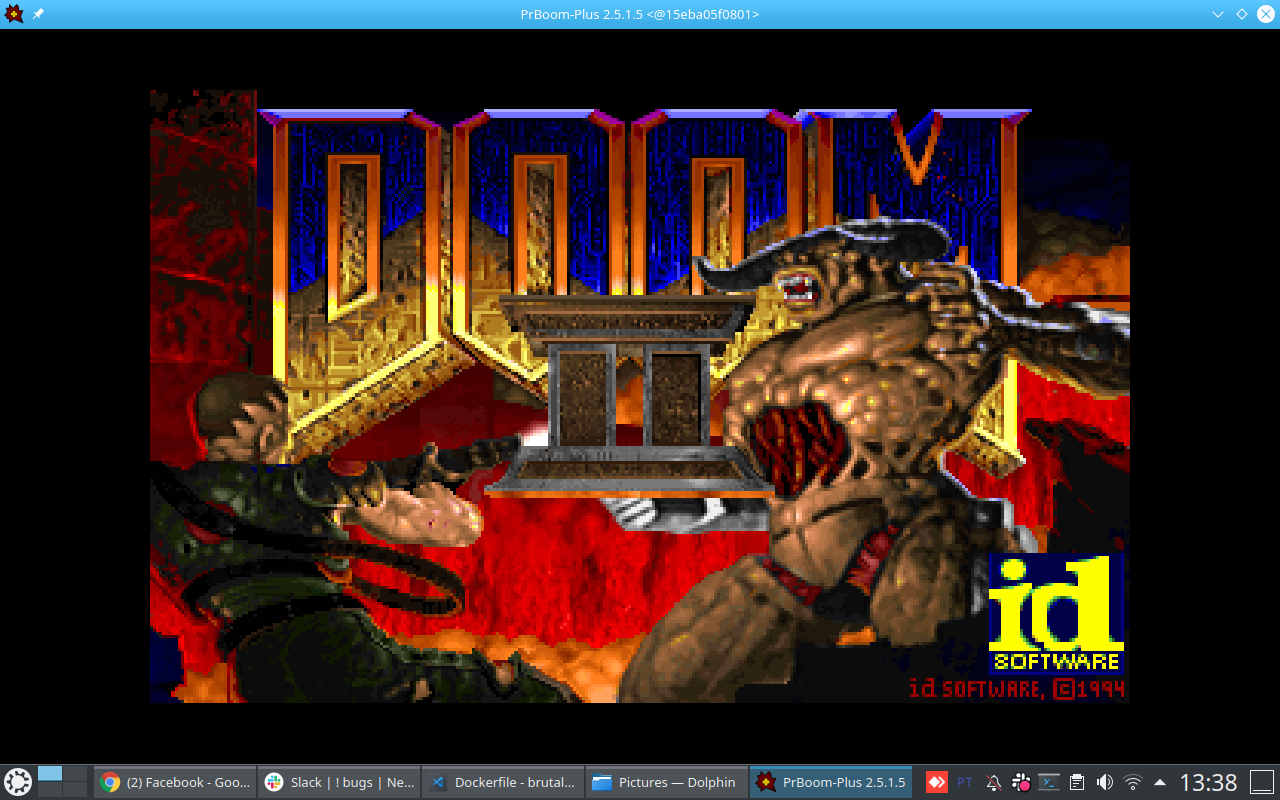 PrBoom-Plus 2.5.1.5 <@15eba05f0801>
DOOM
II
id
SOFTWARE
id SOFTWARE, ©1994
(2) Facebook - Goo...
Slack | ! bugs | Ne...
Dockerfile - brutal...
Pictures — Dolphin
PrBoom-Plus 2.5.1.5
PT
13:38